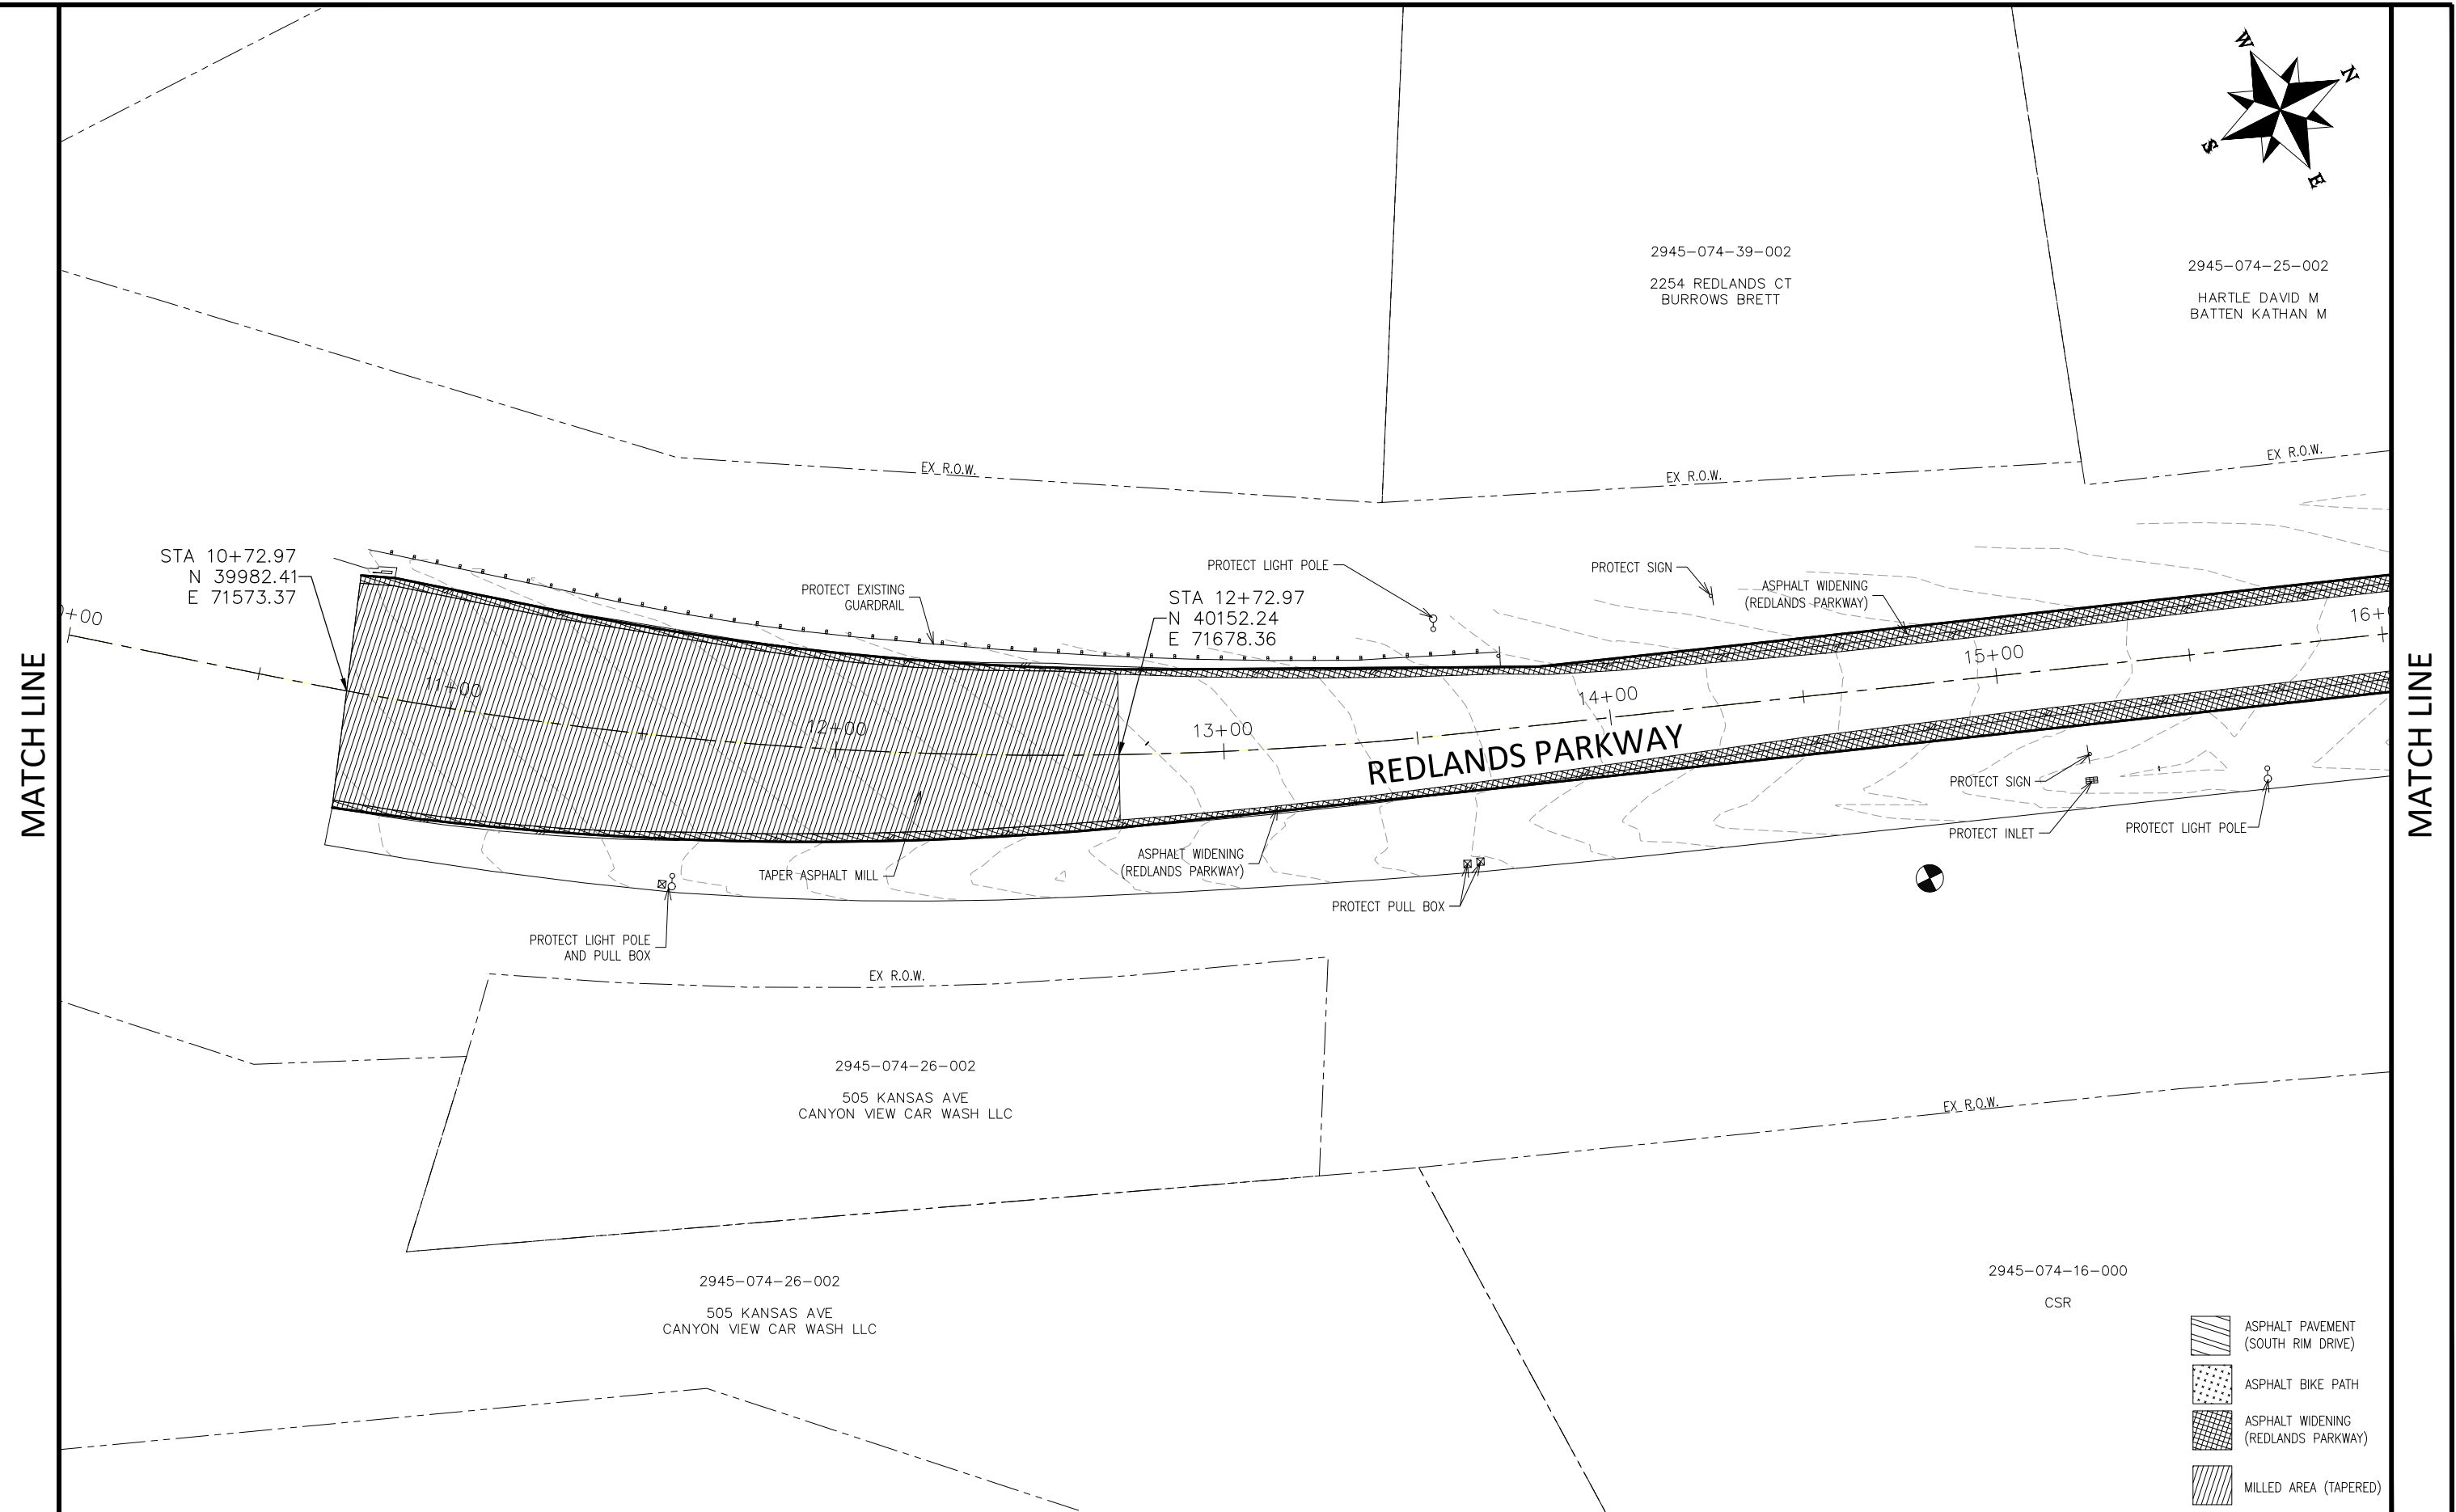 W
N
S
E
2945-074-39-002
2254 REDLANDS CT
BURROWS BRETT
2945-074-25-002
HARTLE DAVID M
BATTEN KATHAN M
EX R.O.W.
EX R.O.W.
EX R.O.W.
STA 10+72.97
N 39982.41
E 71573.37
PROTECT EXISTING
GUARDRAIL
PROTECT LIGHT POLE
STA 12+72.97
N 40152.24
E 71678.36
PROTECT SIGN
ASPHALT WIDENING
(REDLANDS PARKWAY)
+00
11+00
12+00
13+00
14+00
15+00
16+
REDLANDS PARKWAY
MATCH LINE
MATCH LINE
PROTECT SIGN
PROTECT INLET
PROTECT LIGHT POLE
ASPHALT WIDENING
(REDLANDS PARKWAY)
TAPER ASPHALT MILL
PROTECT PULL BOX
PROTECT LIGHT POLE
AND PULL BOX
EX R.O.W.
2945-074-26-002
505 KANSAS AVE
CANYON VIEW CAR WASH LLC
EX R.O.W.
2945-074-26-002
505 KANSAS AVE
CANYON VIEW CAR WASH LLC
2945-074-16-000
CSR
ASPHALT PAVEMENT
(SOUTH RIM DRIVE)
ASPHALT BIKE PATH
ASPHALT WIDENING
(REDLANDS PARKWAY)
MILLED AREA (TAPERED)